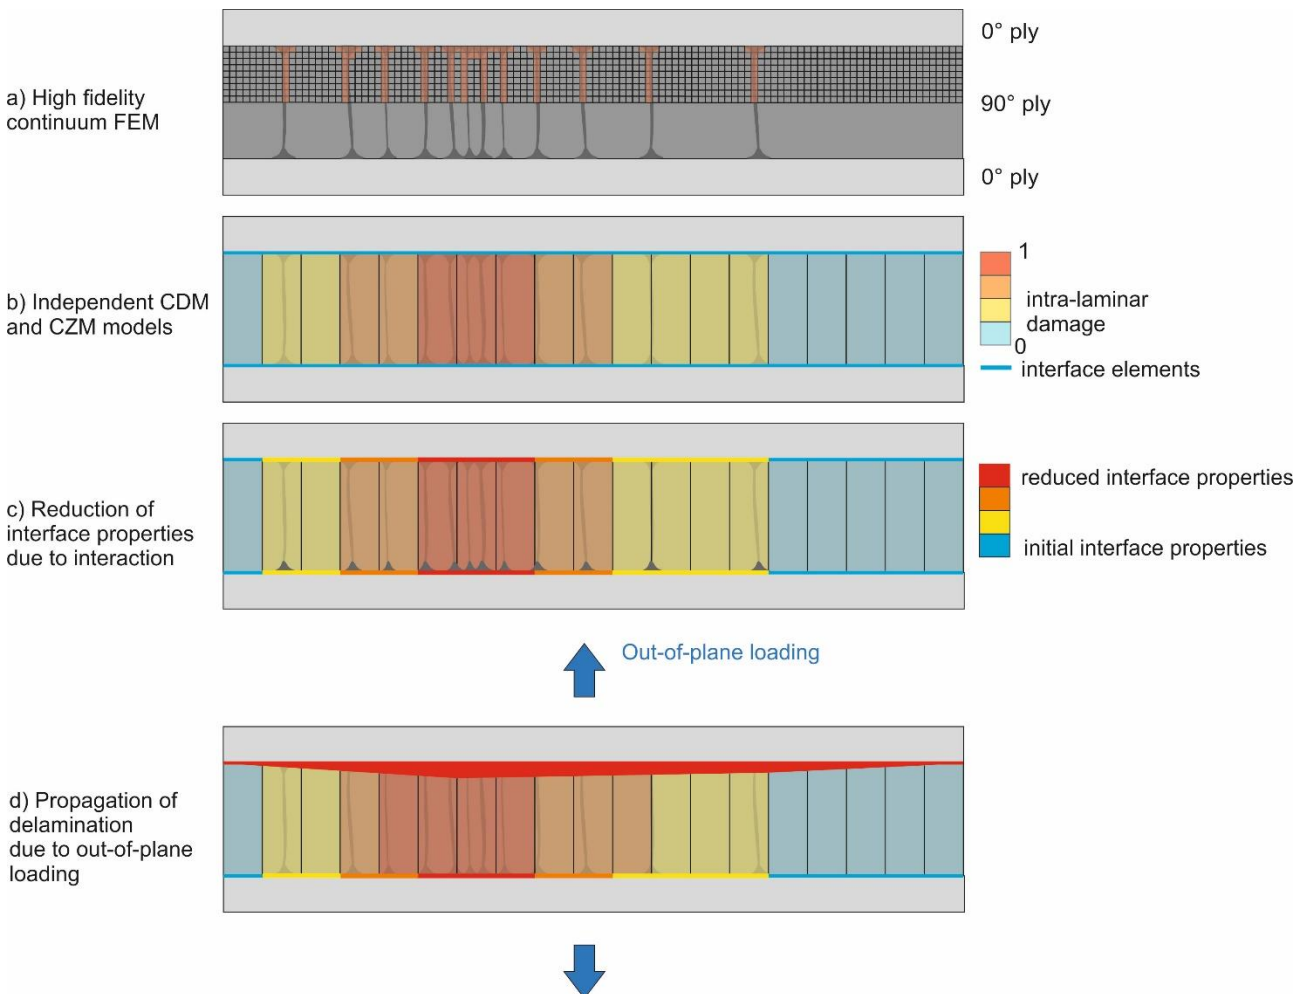 0° ply
a) High fidelity
continuum FEM
90° ply
0° ply
b) Independent CDM
and CZM models
1
intra-laminar
damage
0
interface elements
c) Reduction of
interface properties
due to interaction
reduced interface properties
initial interface properties
Out-of-plane loading
d) Propagation of
delamination
due to out-of-plane
loading